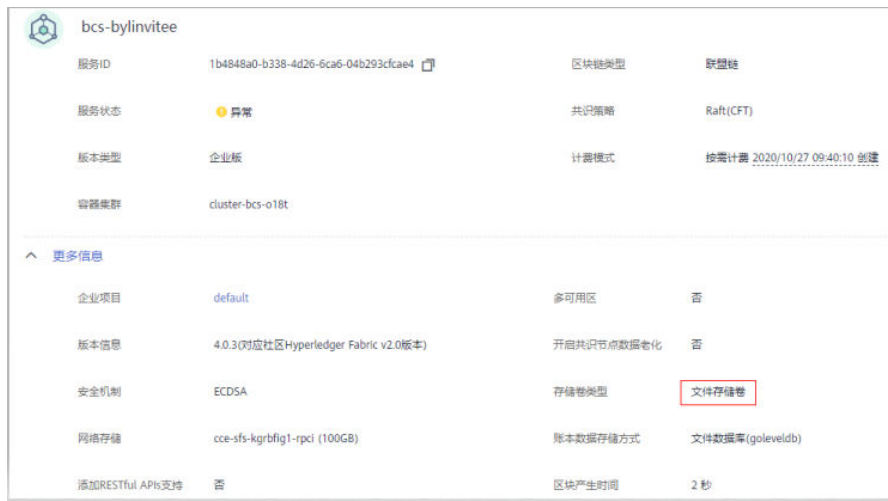 bcs-bylinvitee
服务ID 1b4848a0-b338-4d26-6ca6-04b293cfcae4 区块链类型 联盟链
服务状态 异常 共识策略 Raft(CFT)
版本类型 企业版 计费模式 按需计费 2020/10/27 09:40:10 创建
容器集群 cluster-bcs-o18t
更多信息
企业项目 default 多可用区 否
版本信息 4.0.3(对应社区Hyperledger Fabric v2.0版本) 开启共识节点数据老化 否
安全机制 ECDSA 存储卷类型 文件存储卷
网络存储 cce-sfs-kgrbfig1-rpci (100GB) 账本数据存储方式 文件数据库(goleveldb)
添加RESTful APIs支持 否 区块产生时间 2 秒